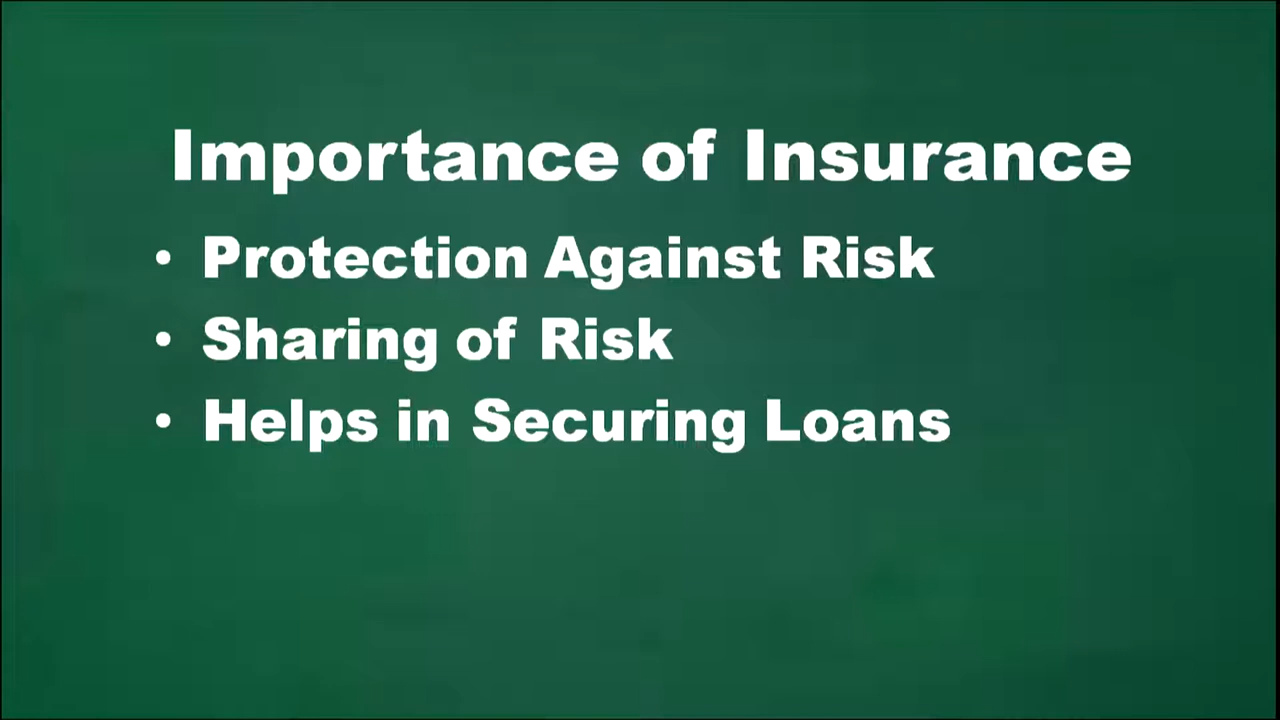 Importance of Insurance
• Protection Against Risk
• Sharing of Risk
• Helps in Securing Loans